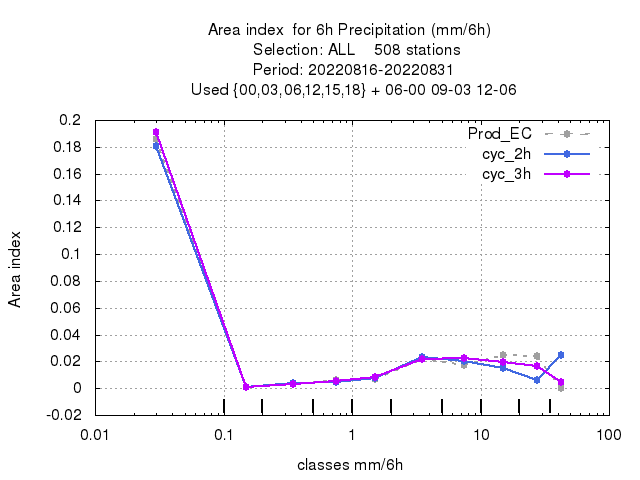 Area index  for 6h Precipitation (mm/6h)
Selection: ALL    508 stations
Period: 20220816-20220831
Used {00,03,06,12,15,18} + 06-00 09-03 12-06
0.2
0.18
0.16
0.14
0.12
0.1
0.08
0.06
0.04
0.02
0
-0.02
Area index
Prod_EC
cyc_2h
cyc_3h
0.01 0.1 1 10 100
classes mm/6h